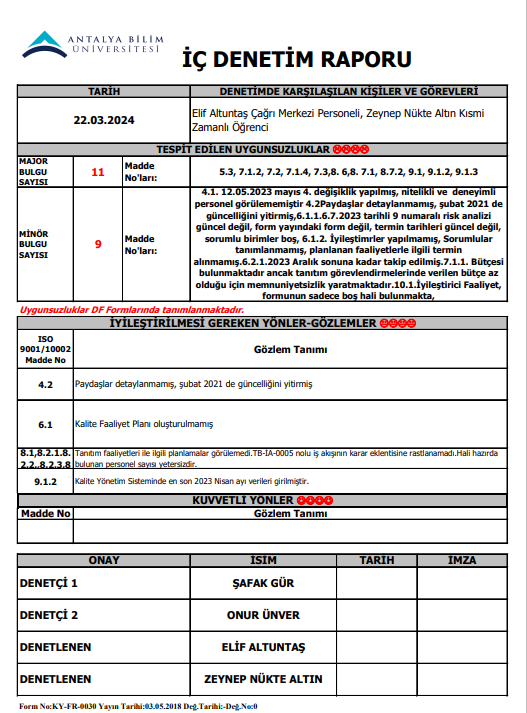 ANTALYA BİLİM
ÜNİVERSİTESİ
İÇ DENETİM RAPORU
TARİH
DENETİMDE KARŞILAŞILAN KİŞİLER VE GÖREVLERİ
22.03.2024
Elif Altuntaş Çağrı Merkezi Personeli, Zeynep Nükte Altın Kısmi
Zamanlı Öğrenci
TESPİT EDİLEN UYGUNSUZLUKLAR
MAJOR
BULGU
SAYISI
11
Madde
No'ları:
5.3, 7.1.2, 7.2, 7.1.4, 7.3,8. 6,8. 7.1, 8.7.2, 9.1, 9.1.2, 9.1.3
MİNÖR
BULGU
SAYISI
9
Madde
No'ları:
4.1. 12.05.2023 mayıs 4. değişiklik yapılmış, nitelikli ve deneyimli
personel görülememiştir 4.2Paydaşlar detaylanmamış, şubat 2021 de
güncelliğini yitirmiş,6.1.1.6.7.2023 tarihli 9 numaralı risk analizi
güncel değil, form yayındaki form değil, termin tarihleri güncel değil,
sorumlu birimler boş, 6.1.2. İyileştimrler yapılmamış, Sorumlular
tanımlanmamış, planlanan faaliyetlerle ilgili termin
alınmamış.6.2.1.2023 Aralık sonuna kadar takip edilmiş.7.1.1. Bütçesi
bulunmaktadır ancak tanıtım görevlendirmelerinde verilen bütçe az
olduğu için memnuniyetsizlik yaratmaktadır.10.1.İyileştirici Faaliyet,
formunun sadece boş hali bulunmakta,
Uygunsuzluklar DF Formlarında tanımlanmaktadır.
İYİLEŞTİRİLMESİ GEREKEN YÖNLER-GÖZLEMLER
ISO
9001/10002
Madde No
Gözlem Tanımı
4.2
Paydaşlar detaylanmamış, şubat 2021 de güncelliğini yitirmiş
6.1
Kalite Faaliyet Planı oluşturulmamış
8.1,8.2.1.8.
2.2..8.2.3.8
Tanıtım faaliyetleri ile ilgili planlamalar görülemedi.TB-İA-0005 nolu iş akışının karar eklentisine rastlanamadı.Hali hazırda
bulunan personel sayısı yetersizdir.
9.1.2
Kalite Yönetim Sisteminde en son 2023 Nisan ayı verileri girilmiştir.
KUVVETLİ YÖNLER
Madde No
Gözlem Tanımı
ONAY
İSİM
TARİH
İMZA
DENETÇİ 1
ŞAFAK GÜR
DENETÇİ 2
ONUR ÜNVER
DENETLENEN
ELİF ALTUNTAŞ
DENETLENEN
ZEYNEP NÜKTE ALTIN
Form No:KY-FR-0030 Yayın Tarihi:03.05.2018 Değ.Tarihi:-Değ.No:0